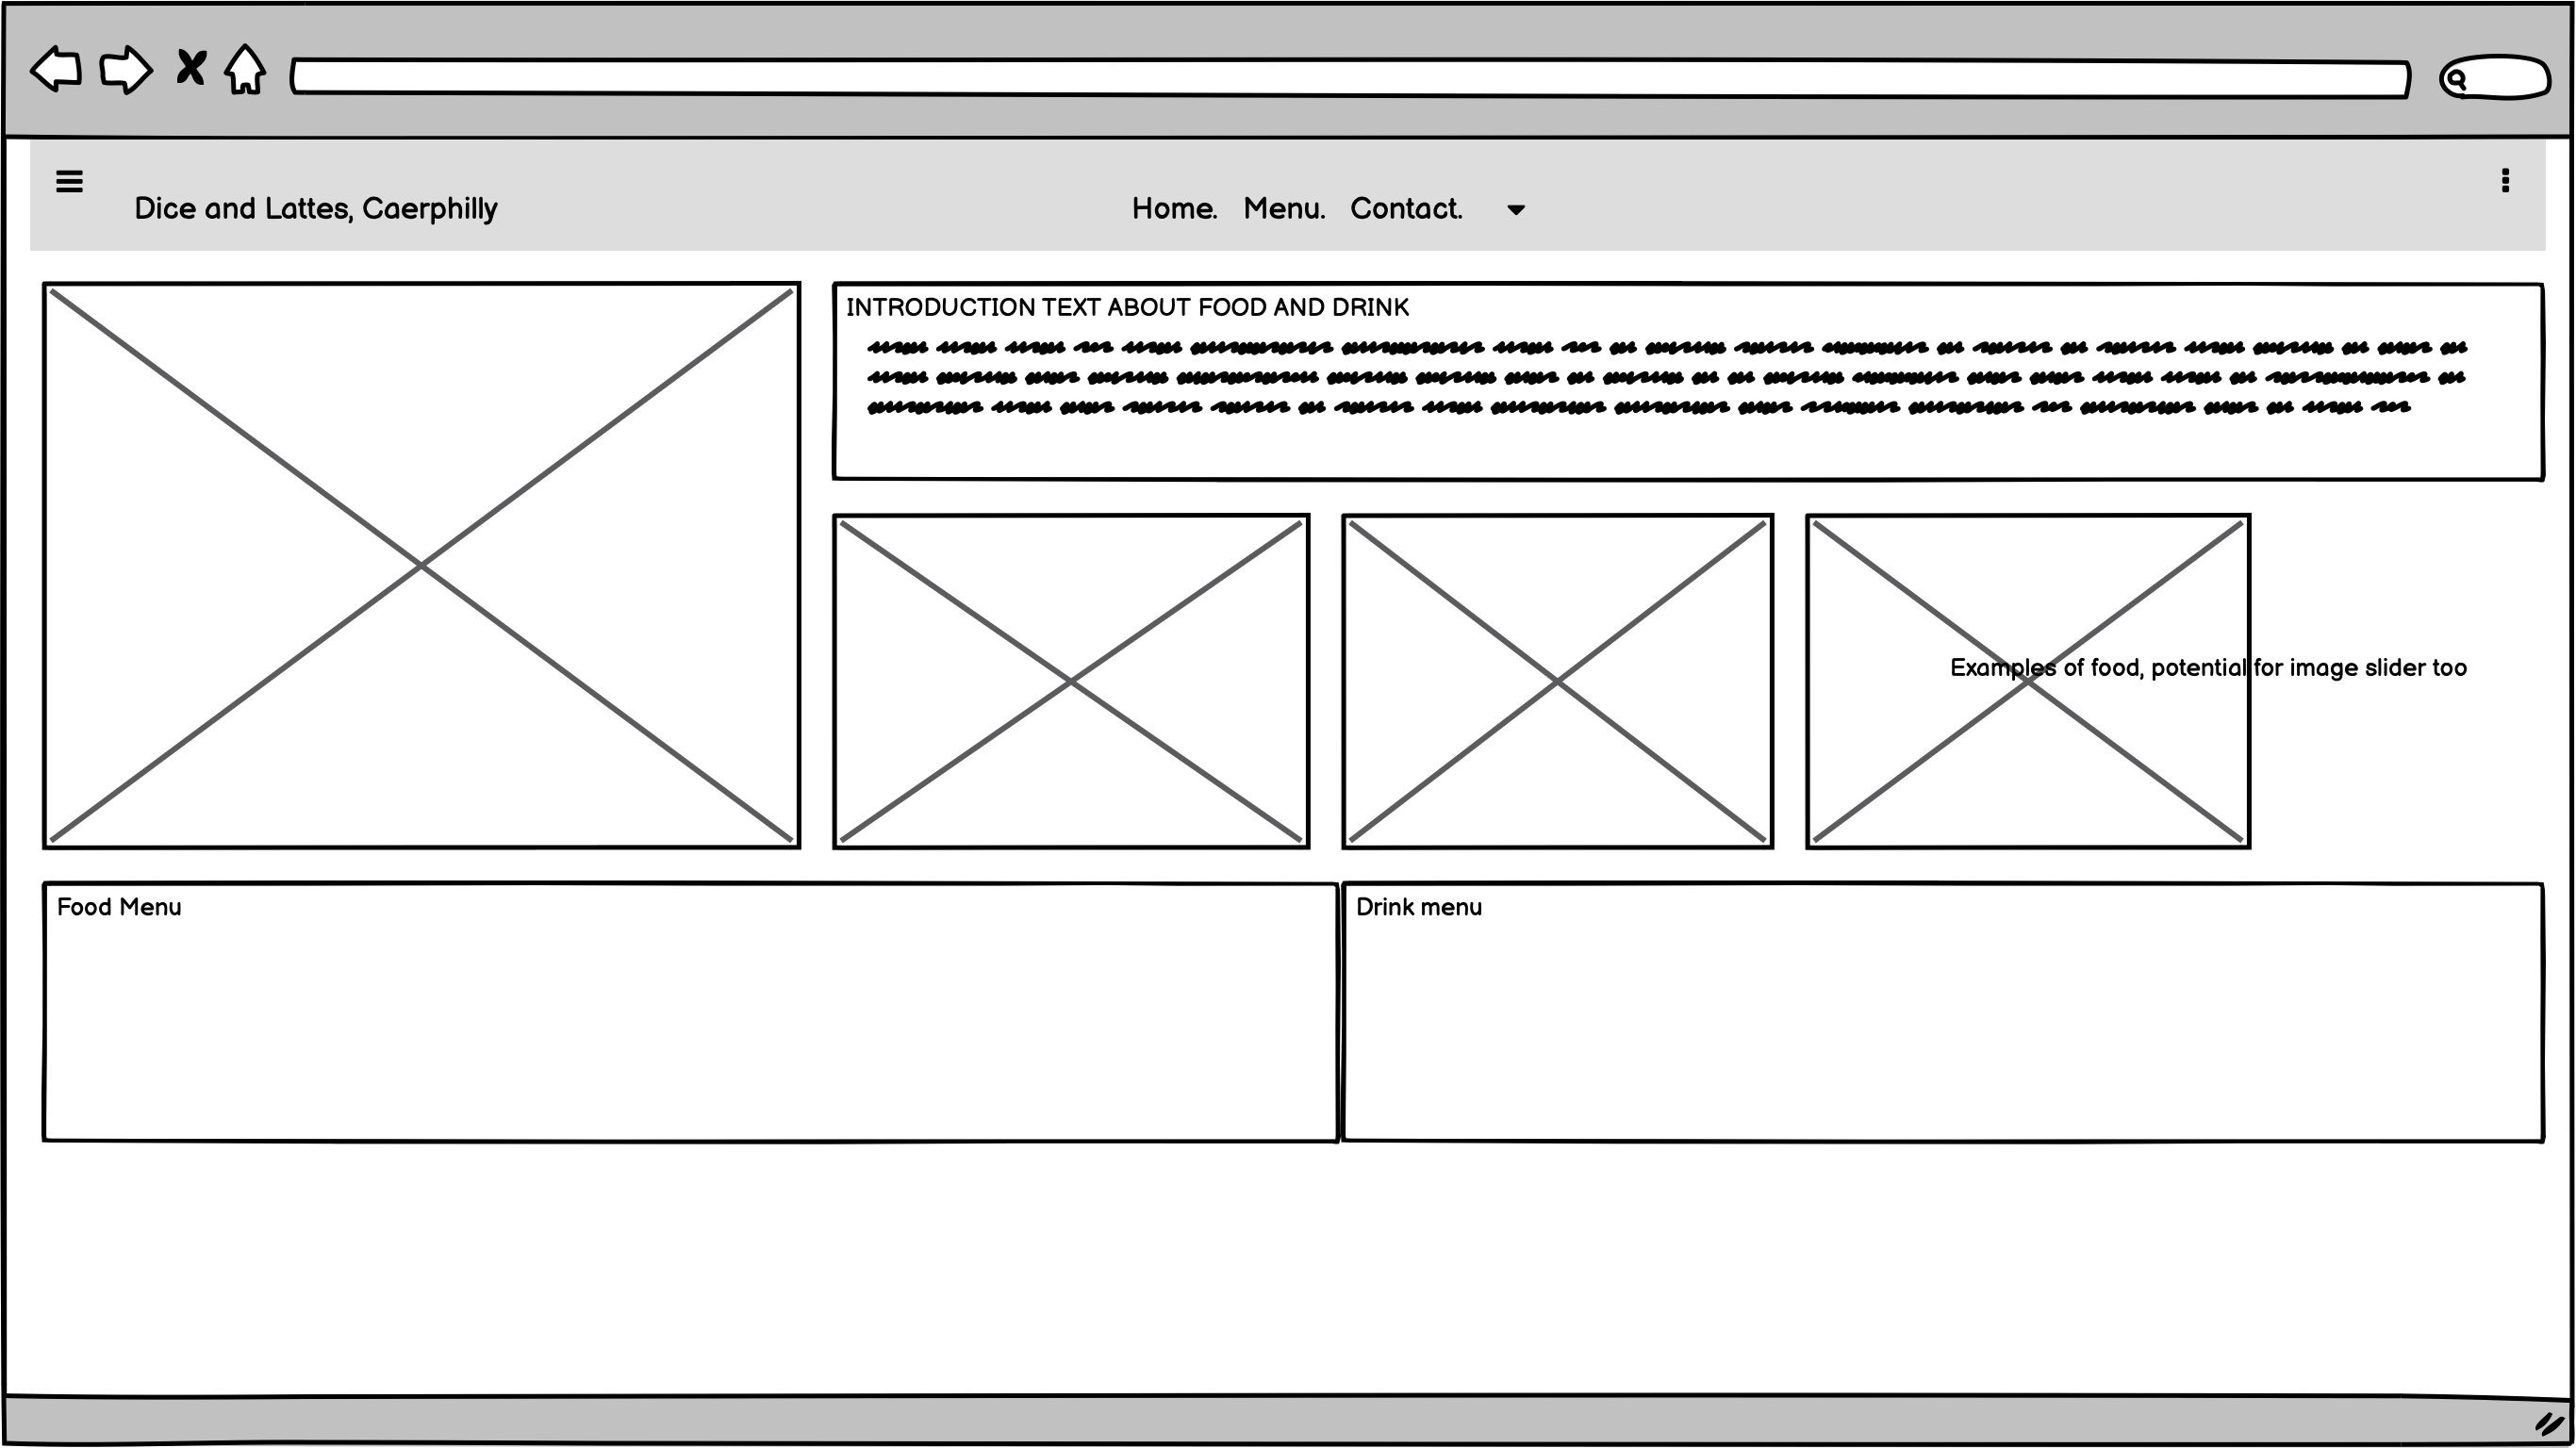 Dice and Lattes, Caerphilly
Home. Menu. Contact.
INTRODUCTION TEXT ABOUT FOOD AND DRINK
Examples of food, potential for image slider too
Food Menu
Drink menu